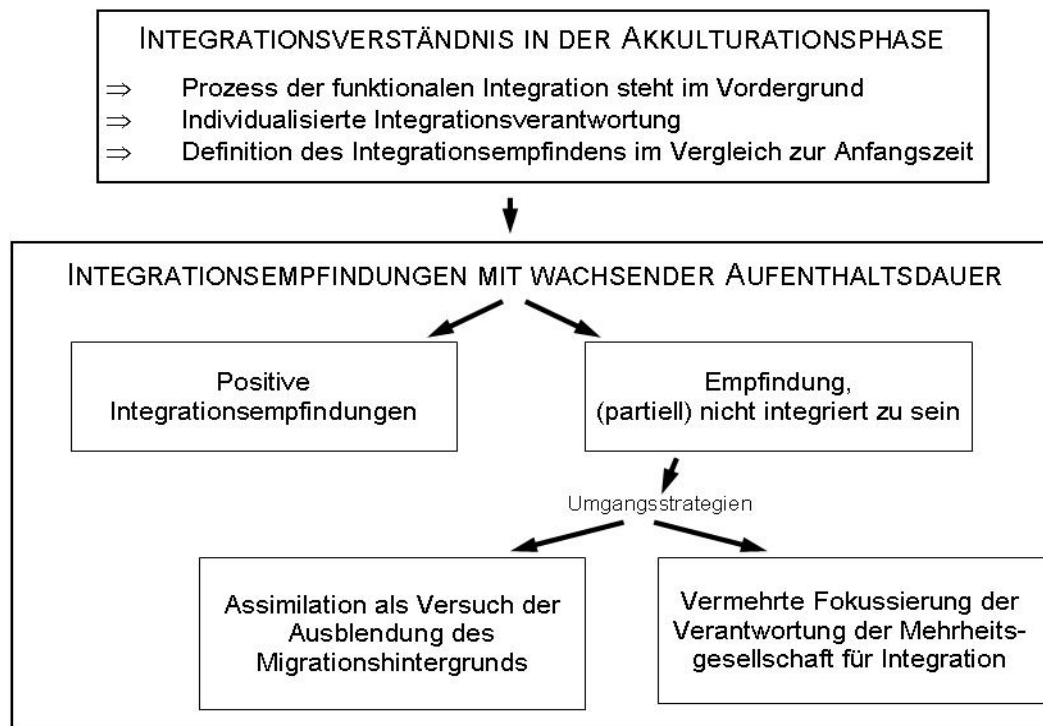 INTEGRATIONSVERSTÄNDNIS IN DER AKKULTURATIONSPHASE
⇒ Prozess der funktionalen Integration steht im Vordergrund
⇒ Individualisierte Integrationsverantwortung
⇒ Definition des Integrationsempfindens im Vergleich zur Anfangszeit
INTEGRATIONSEMPFINDUNGEN MIT WACHSENDER AUFENTHALTSDAUER
Positive
Integrationsempfindungen
Empfindung,
(partiell) nicht integriert zu sein
Umgangsstrategien
Assimilation als Versuch der
Ausblendung des
Migrationshintergrunds
Vermehrte Fokussierung der
Verantwortung der Mehrheits-
gesellschaft für Integration